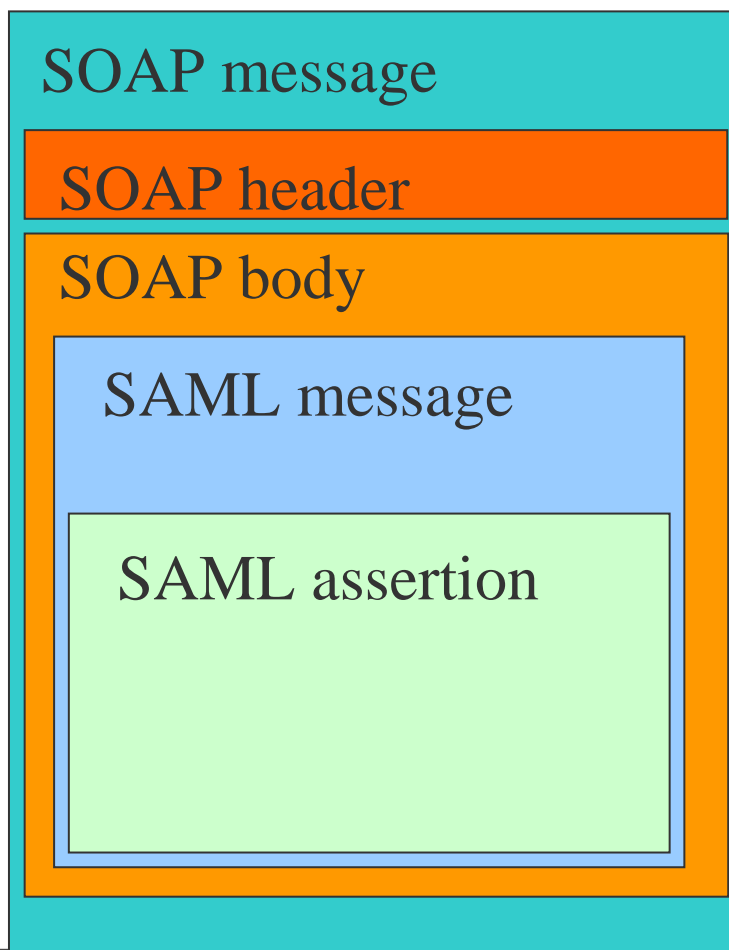 SOAP message
SOAP header
SOAP body
SAML message
SAML assertion